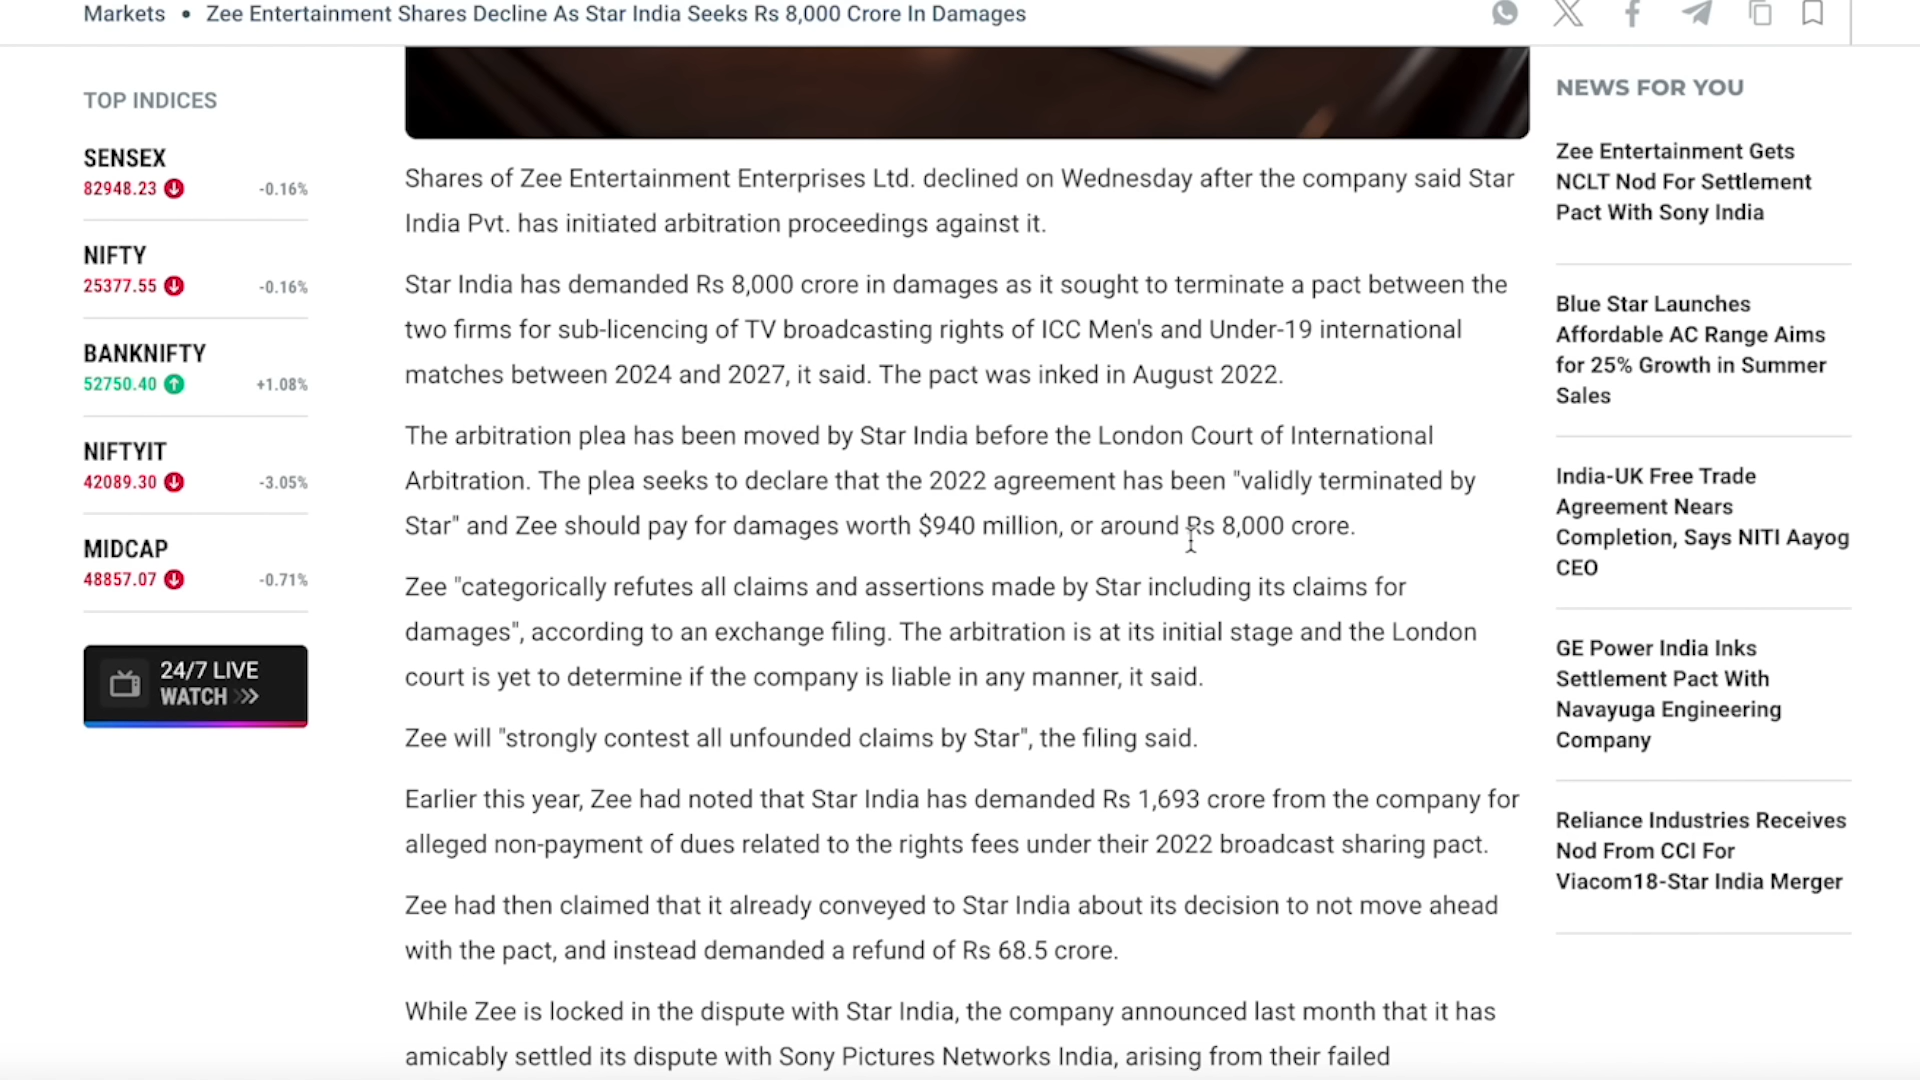 Markets • Zee Entertainment Shares Decline As Star India Seeks Rs 8,000 Crore In Damages
TOP INDICES
SENSEX
82948.23 -0.16%
NIFTY
25377.55 -0.16%
BANKNIFTY
52750.40 +1.08%
NIFTYIT
42089.30 -3.05%
MIDCAP
48857.07 -0.71%
24/7 LIVE
WATCH >>>
Shares of Zee Entertainment Enterprises Ltd. declined on Wednesday after the company said Star
India Pvt. has initiated arbitration proceedings against it.
Star India has demanded Rs 8,000 crore in damages as it sought to terminate a pact between the
two firms for sub-licencing of TV broadcasting rights of ICC Men's and Under-19 international
matches between 2024 and 2027, it said. The pact was inked in August 2022.
The arbitration plea has been moved by Star India before the London Court of International
Arbitration. The plea seeks to declare that the 2022 agreement has been "validly terminated by
Star" and Zee should pay for damages worth $940 million, or around Rs 8,000 crore.
Zee "categorically refutes all claims and assertions made by Star including its claims for
damages", according to an exchange filing. The arbitration is at its initial stage and the London
court is yet to determine if the company is liable in any manner, it said.
Zee will "strongly contest all unfounded claims by Star", the filing said.
Earlier this year, Zee had noted that Star India has demanded Rs 1,693 crore from the company for
alleged non-payment of dues related to the rights fees under their 2022 broadcast sharing pact.
Zee had then claimed that it already conveyed to Star India about its decision to not move ahead
with the pact, and instead demanded a refund of Rs 68.5 crore.
While Zee is locked in the dispute with Star India, the company announced last month that it has
amicably settled its dispute with Sony Pictures Networks India, arising from their failed
NEWS FOR YOU
Zee Entertainment Gets
NCLT Nod For Settlement
Pact With Sony India
Blue Star Launches
Affordable AC Range Aims
for 25% Growth in Summer
Sales
India-UK Free Trade
Agreement Nears
Completion, Says NITI Aayog
CEO
GE Power India Inks
Settlement Pact With
Navayuga Engineering
Company
Reliance Industries Receives
Nod From CCI For
Viacom18-Star India Merger